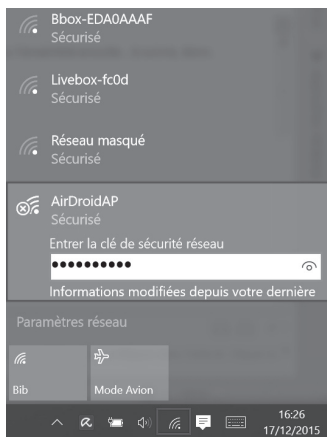 Bbox-EDA0AAAF
Sécurisé
Livebox-fc0d
Sécurisé
Réseau masqué
Sécurisé
AirDroidAP
Sécurisé
Entrer la clé de sécurité réseau
Informations modifiées depuis votre dernière
Paramètres réseau
Bib
Mode Avion
16:26
17/12/2015